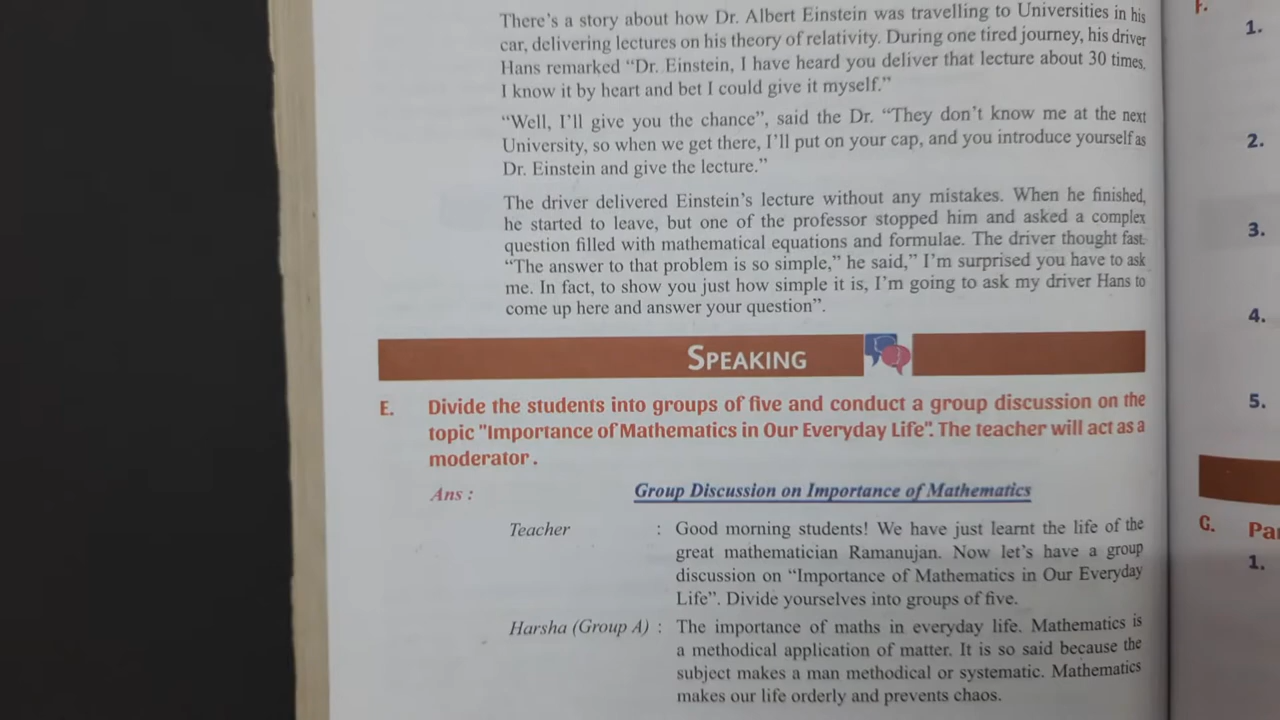 There's a story about how Dr. Albert Einstein was travelling to Universities in his
car, delivering lectures on his theory of relativity. During one tired journey, his driver
Hans remarked “Dr. Einstein, I have heard you deliver that lecture about 30 times,
I know it by heart and bet I could give it myself.”
“Well, I'll give you the chance”, said the Dr. “They don't know me at the next
University, so when we get there, I'll put on your cap, and you introduce yourself as
Dr. Einstein and give the lecture.”
The driver delivered Einstein's lecture without any mistakes. When he finished,
he started to leave, but one of the professor stopped him and asked a complex
question filled with mathematical equations and formulae. The driver thought fast.
“The answer to that problem is so simple,” he said,” I'm surprised you have to ask
me. In fact, to show you just how simple it is, I'm going to ask my driver Hans to
come up here and answer your question”.
SPEAKING
E. Divide the students into groups of five and conduct a group discussion on the
topic "Importance of Mathematics in Our Everyday Life". The teacher will act as a
moderator.
Ans : Group Discussion on Importance of Mathematics
Teacher : Good morning students! We have just learnt the life of the
great mathematician Ramanujan. Now let's have a group
discussion on “Importance of Mathematics in Our Everyday
Life”. Divide yourselves into groups of five.
Harsha (Group A) : The importance of maths in everyday life. Mathematics is
a methodical application of matter. It is so said because the
subject makes a man methodical or systematic. Mathematics
makes our life orderly and prevents chaos.
1.
2.
3.
4.
5.
G.
1.